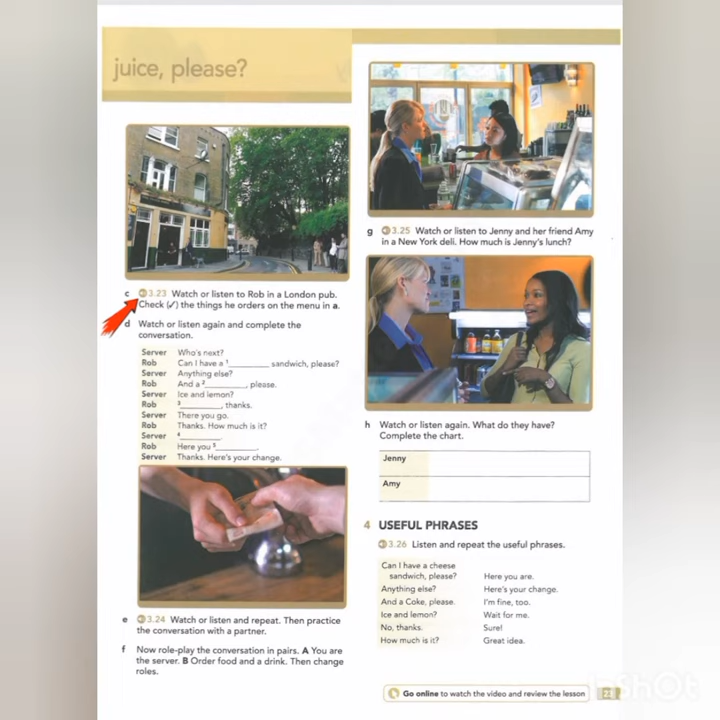 juice, please?
c 3.23 Watch or listen to Rob in a London pub.
Check (✓) the things he orders on the menu in a.
d Watch or listen again and complete the
conversation.
Server Who's next?
Rob Can I have a 1________ sandwich, please?
Server Anything else?
Rob And a 2________, please.
Server Ice and lemon?
Rob 3________, thanks.
Server There you go.
Rob Thanks. How much is it?
Server 4________.
Rob Here you 5________.
Server Thanks. Here's your change.
e 3.24 Watch or listen and repeat. Then practice
the conversation with a partner.
f Now role-play the conversation in pairs. A You are
the server. B Order food and a drink. Then change
roles.
g 3.25 Watch or listen to Jenny and her friend Amy
in a New York deli. How much is Jenny's lunch?
h Watch or listen again. What do they have?
Complete the chart.
Jenny
Amy
4 USEFUL PHRASES
3.26 Listen and repeat the useful phrases.
Can I have a cheese
sandwich, please? Here you are.
Anything else? Here's your change.
And a Coke, please. I'm fine, too.
Ice and lemon? Wait for me.
No, thanks. Sure!
How much is it? Great idea.
Go online to watch the video and review the lesson
23
InShOt